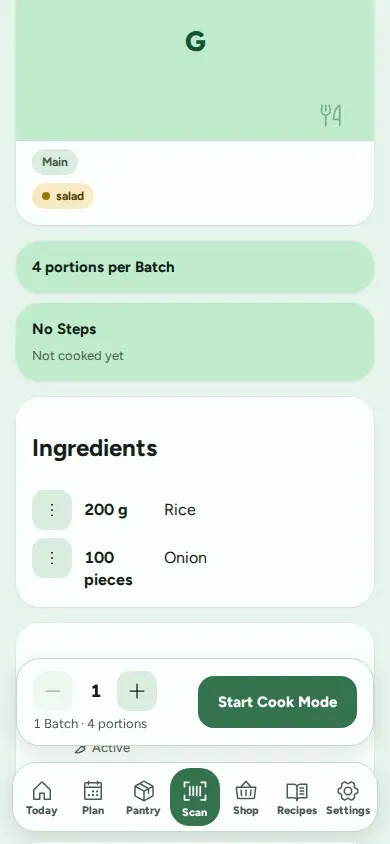 G
Main
salad
4 portions per Batch
No Steps
Not cooked yet
Ingredients
200 g Rice
100 pieces Onion
1
Start Cook Mode
1 Batch · 4 portions
Active
Today Plan Pantry Scan Shop Recipes Settings